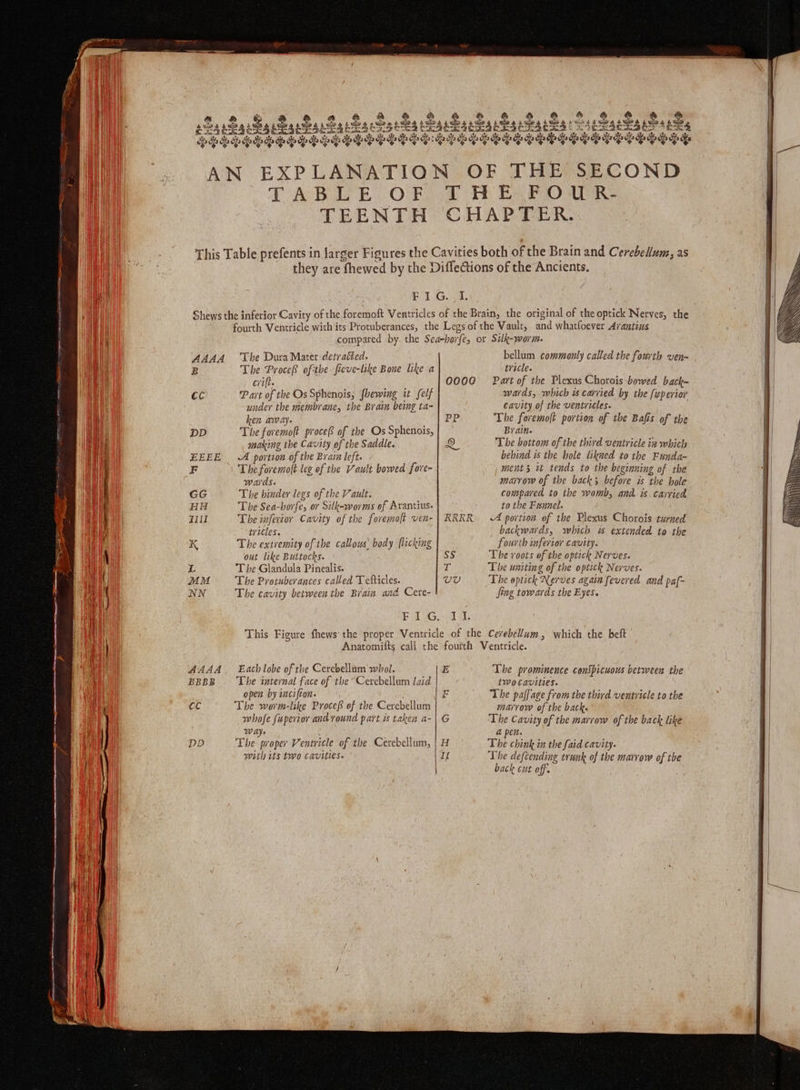 AN EXPLANATION OF THE SECOND
TABLE OF THE FOUR-
TEENTH CHAPTER.
This Table preſents in larger Figures the Cavities both of the Brain and Cerebellum, as
they are ſhewed by the Diſſections of the Ancients.
FIG. I.
Shews the inferior Cavity of the foremoſt Ventricles of the Brain, the original of the optick Nerves, the
fourth Ventricle with its Protuberances, the Legs of the Vault, and whatſoever Arantius
compared by the Sea-horſe, or Silk-worm.
AAAA The Dura Mater detracted.
B The Proceſs of the ſieve-like Bone like a
criſt.
CC Part of the Os Sphenois, ſhewing it ſelf
under the membrane, the Brain being ta-
ken away.
DD The foremoſt proceſs of the Os Sphenois,
making the Cavity of the Saddle.
EEEE A portion of the Brain left.
F The foremoſt leg of the Vault bowed fore-
wards.
GG The hinder legs of the Vault.
HH The Sea-horſe, or Silk-worms of Arantius.
IIII The inferior Cavity of the foremoſt ven-
tricles.
K The extremity of the callous body ſticking
out like Buttocks.
L The Glandula Pinealis.
MM The Protuberances called Teſticles.
NN The cavity between the Brain and Cere-
bellum commonly called the fourth ven-
tricle.
OOOO Part of the Plexus Chorois bowed back-
wards, which is carried by the ſuperior
cavity of the ventricles.
PP The foremoſt portion of the Baſis of the
Brain.
Q The bottom of the third ventricle in which
behind is the hole likned to the Funda-
ment; it tends to the beginning of the
marrow of the back; before is the hole
compared to the womb, and is carried
to the Funnel.
RRRR A portion of the Plexus Chorois turned
backwards, which is extended to the
fourth inferior cavity.
SS The roots of the optick Nerves.
T The uniting of the optick Nerves.
VV The optick Nerves again ſevered and paſ-
ſing towards the Eyes.
FIG. II.
This Figure ſhews the proper Ventricle of the Cerebellum, which the beſt
Anatomiſts call the fourth Ventricle.
AAAA Each lobe of the Cerebellum whol.
BBBB The internal face of the Cerebellum laid
open by inciſion.
CC The worm-like Proceſs of the Cerebellum
whoſe ſuperior and round part is taken a-
way.
DD The proper Ventricle of the Cerebellum,
with its two cavities.
E The prominence conſpicuous between the
two cavities.
F The paſſage from the third ventricle to the
marrow of the back.
G The Cavity of the marrow of the back like
a pen.
H The chink in the ſaid cavity.
II The deſcending trunk of the marrow of the
back cut off.